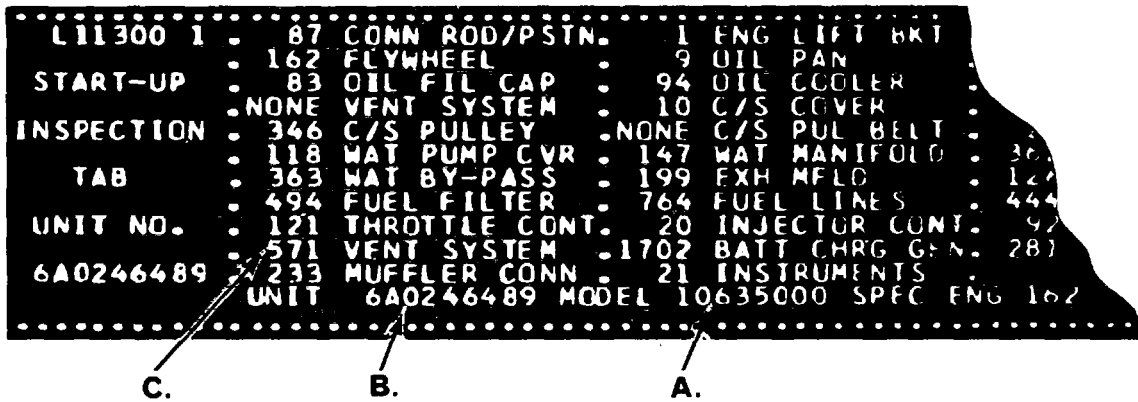 L11300 1 . 87 CONN ROD/PSTN. 1 ENG LIFT BKT
. 162 FLYWHEEL . 9 OIL PAN .
START-UP . 83 OIL FIL CAP . 94 OIL COOLER .
.NONE VENT SYSTEM . 10 C/S COVER .
INSPECTION . 346 C/S PULLEY .NONE C/S PUL BELT .
. 118 WAT PUMP CVR . 147 WAT MANIFOLD .
TAB . 363 WAT BY-PASS . 199 EXH MFLD .
. 494 FUEL FILTER . 764 FUEL LINES . 444
UNIT NO. . 121 THROTTLE CONT. 20 INJECTOR CONT. 92
. 571 VENT SYSTEM .1702 BATT CHRG GEN. 281
6A0246489 . 233 MUFFLER CONN . 21 INSTRUMENTS .
UNIT 6A0246489 MODEL 10635000 SPEC ENG 162
C. B. A.